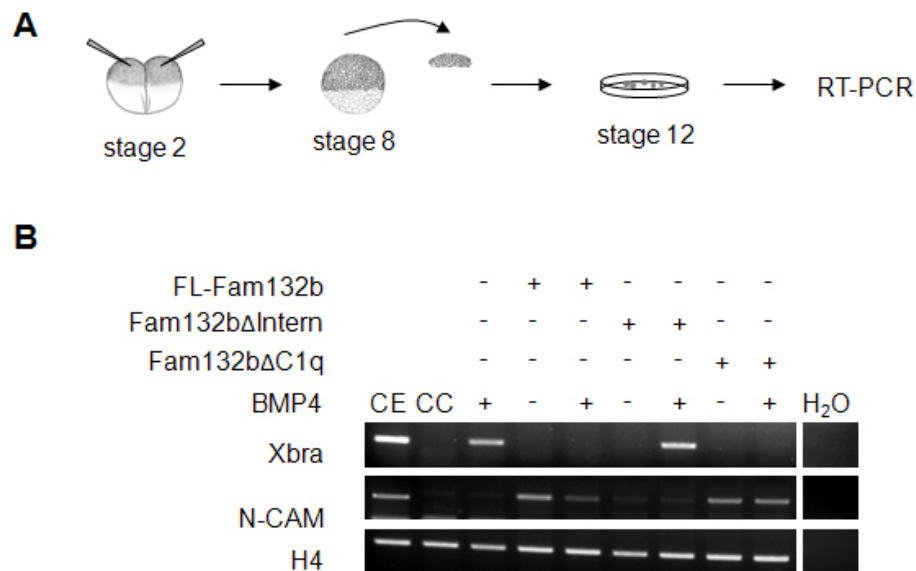 A
stage 2
stage 8
stage 12
RT-PCR
B
FL-Fam132b - + + - - - -
Fam132bΔIntern - - - + + - -
Fam132bΔC1q - - - - - + +
BMP4 CE CC + - + - + - + H₂O
Xbra
N-CAM
H4